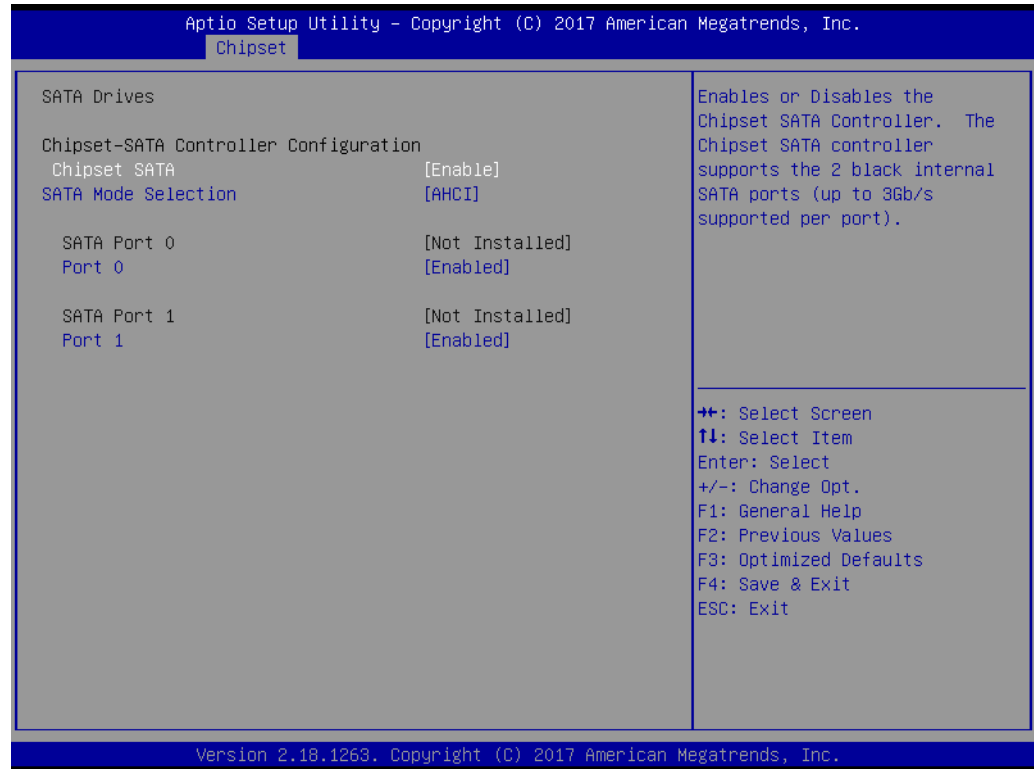 Aptio Setup Utility – Copyright (C) 2017 American Megatrends, Inc.
Chipset
SATA Drives
Chipset-SATA Controller Configuration
Chipset SATA [Enable]
SATA Mode Selection [AHCI]
SATA Port 0 [Not Installed]
Port 0 [Enabled]
SATA Port 1 [Not Installed]
Port 1 [Enabled]
Enables or Disables the
Chipset SATA Controller. The
Chipset SATA controller
supports the 2 black internal
SATA ports (up to 3Gb/s
supported per port).
→←: Select Screen
↑↓: Select Item
Enter: Select
+/-: Change Opt.
F1: General Help
F2: Previous Values
F3: Optimized Defaults
F4: Save & Exit
ESC: Exit
Version 2.18.1263. Copyright (C) 2017 American Megatrends, Inc.